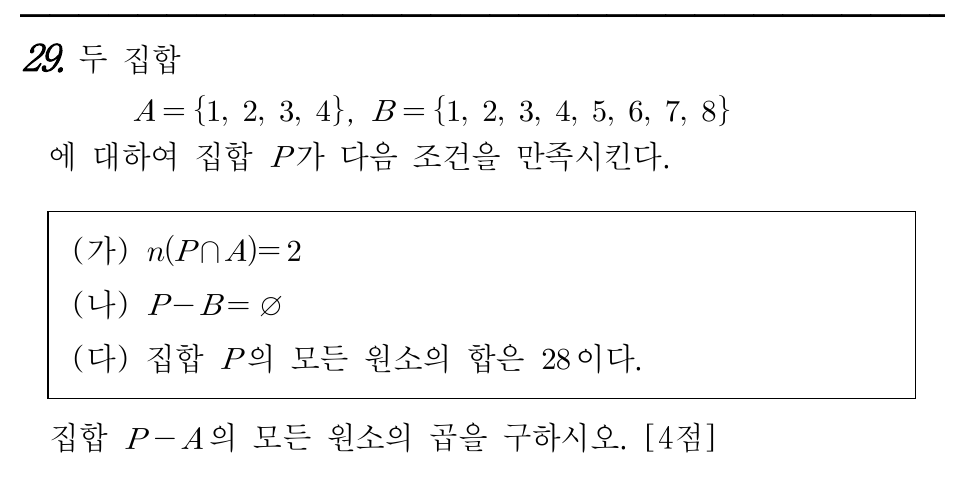 29. 두 집합
A={1, 2, 3, 4}, B={1, 2, 3, 4, 5, 6, 7, 8}
에 대하여 집합 P가 다음 조건을 만족시킨다.
(가) n(P∩A)=2
(나) P-B=∅
(다) 집합 P의 모든 원소의 합은 28이다.
집합 P-A의 모든 원소의 곱을 구하시오. [4점]